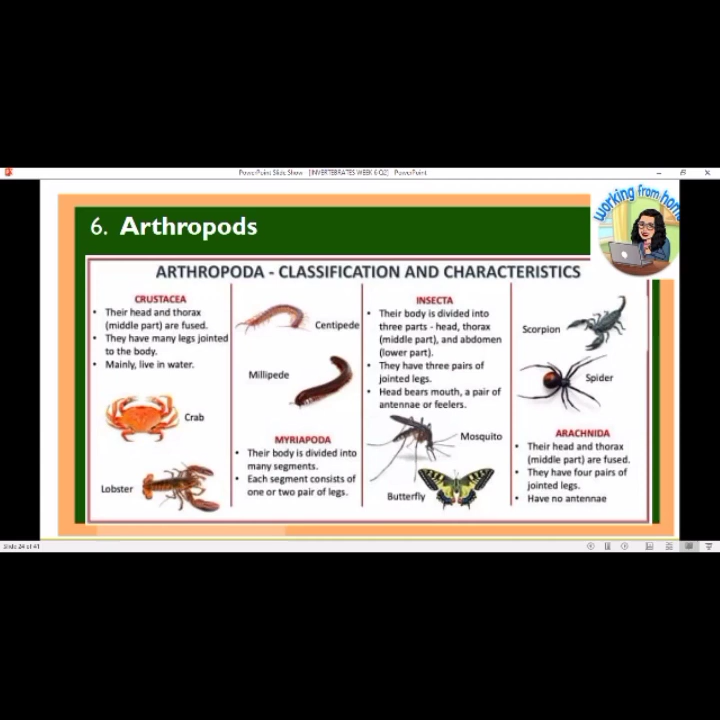 PowerPoint Slide Show - [INVERTEBRATES WEEK 6 Q2] - PowerPoint
working from home
6. Arthropods
ARTHROPODA - CLASSIFICATION AND CHARACTERISTICS
CRUSTACEA
• Their head and thorax
(middle part) are fused.
• They have many legs jointed
to the body.
• Mainly, live in water.
Crab
Lobster
Centipede
Millipede
MYRIAPODA
• Their body is divided into
many segments.
• Each segment consists of
one or two pair of legs.
INSECTA
• Their body is divided into
three parts - head, thorax
(middle part), and abdomen
(lower part).
• They have three pairs of
jointed legs.
• Head bears mouth, a pair of
antennae or feelers.
Mosquito
Butterfly
Scorpion
Spider
ARACHNIDA
• Their head and thorax
(middle part) are fused.
• They have four pairs of
jointed legs.
• Have no antennae
Slide 24 of 41